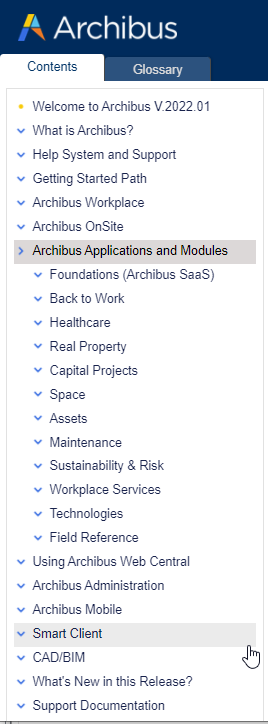 Archibus
Contents
Glossary
Welcome to Archibus V.2022.01
What is Archibus?
Help System and Support
Getting Started Path
Archibus Workplace
Archibus OnSite
Archibus Applications and Modules
Foundations (Archibus SaaS)
Back to Work
Healthcare
Real Property
Capital Projects
Space
Assets
Maintenance
Sustainability & Risk
Workplace Services
Technologies
Field Reference
Using Archibus Web Central
Archibus Administration
Archibus Mobile
Smart Client
CAD/BIM
What's New in this Release?
Support Documentation